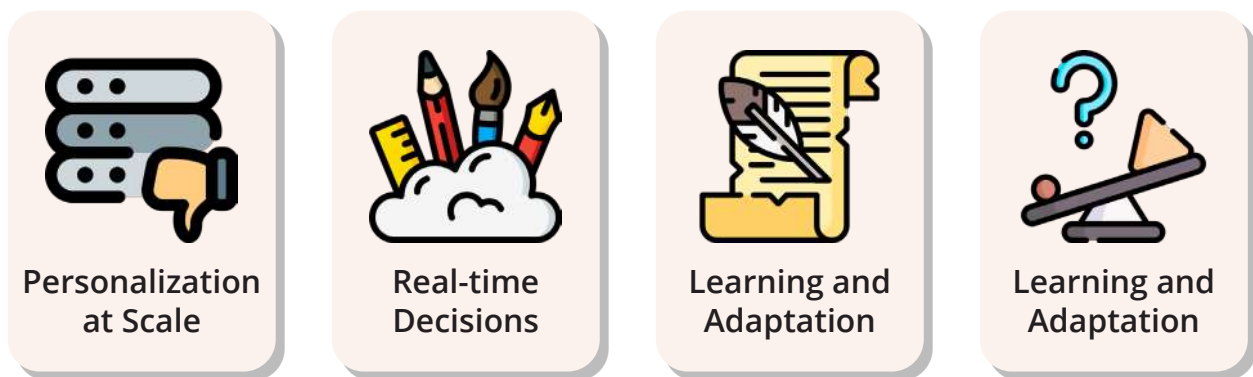 Personalization
at Scale
Real-time
Decisions
Learning and
Adaptation
Learning and
Adaptation